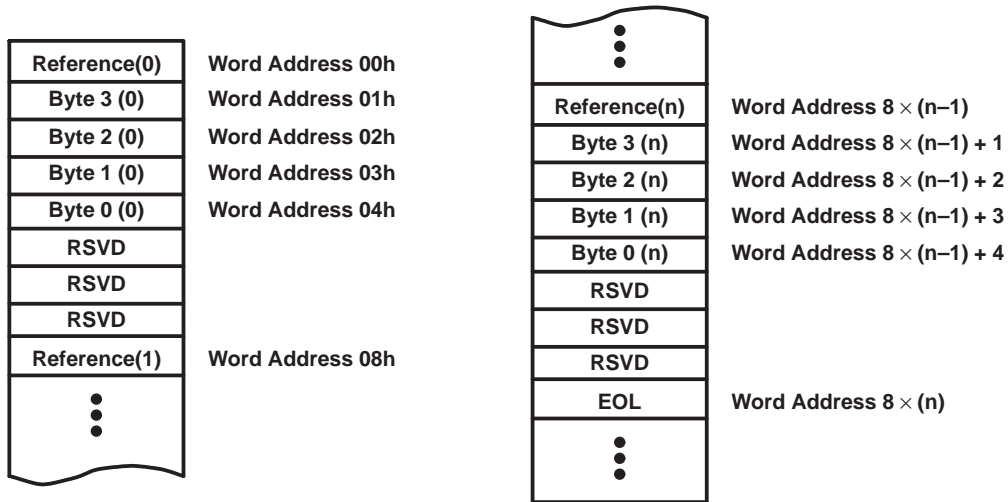 Reference(0) Word Address 00h
Byte 3 (0) Word Address 01h
Byte 2 (0) Word Address 02h
Byte 1 (0) Word Address 03h
Byte 0 (0) Word Address 04h
RSVD
RSVD
RSVD
Reference(1) Word Address 08h
Reference(n) Word Address 8 × (n–1)
Byte 3 (n) Word Address 8 × (n–1) + 1
Byte 2 (n) Word Address 8 × (n–1) + 2
Byte 1 (n) Word Address 8 × (n–1) + 3
Byte 0 (n) Word Address 8 × (n–1) + 4
RSVD
RSVD
RSVD
EOL Word Address 8 × (n)